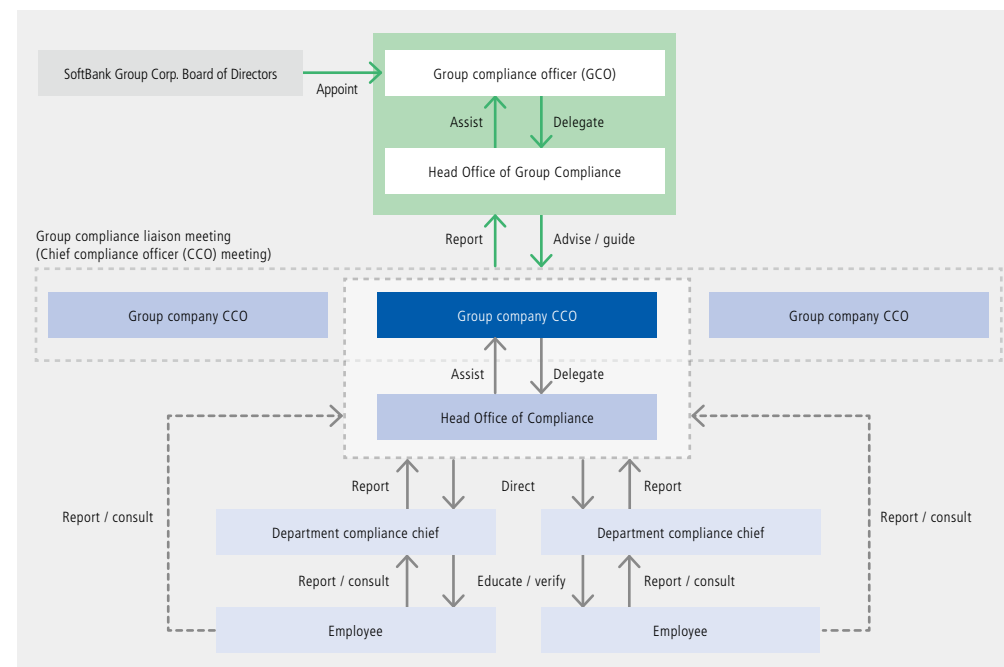 SoftBank Group Corp. Board of Directors
Appoint
Group compliance officer (GCO)
Assist
Delegate
Head Office of Group Compliance
Report
Advise / guide
Group compliance liaison meeting
(Chief compliance officer (CCO) meeting)
Group company CCO
Group company CCO
Group company CCO
Assist
Delegate
Head Office of Compliance
Report
Direct
Report
Report / consult
Report / consult
Department compliance chief
Department compliance chief
Report / consult
Educate / verify
Report / consult
Employee
Employee